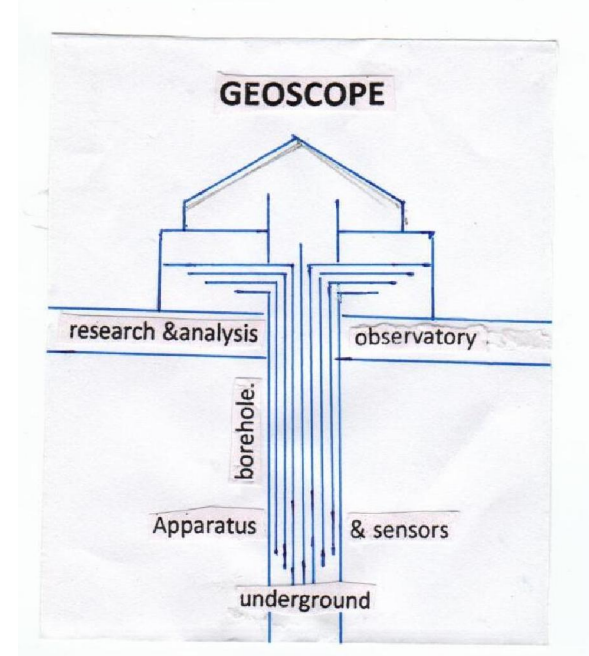 GEOSCOPE
research &analysis
observatory
borehole.
Apparatus
& sensors
underground